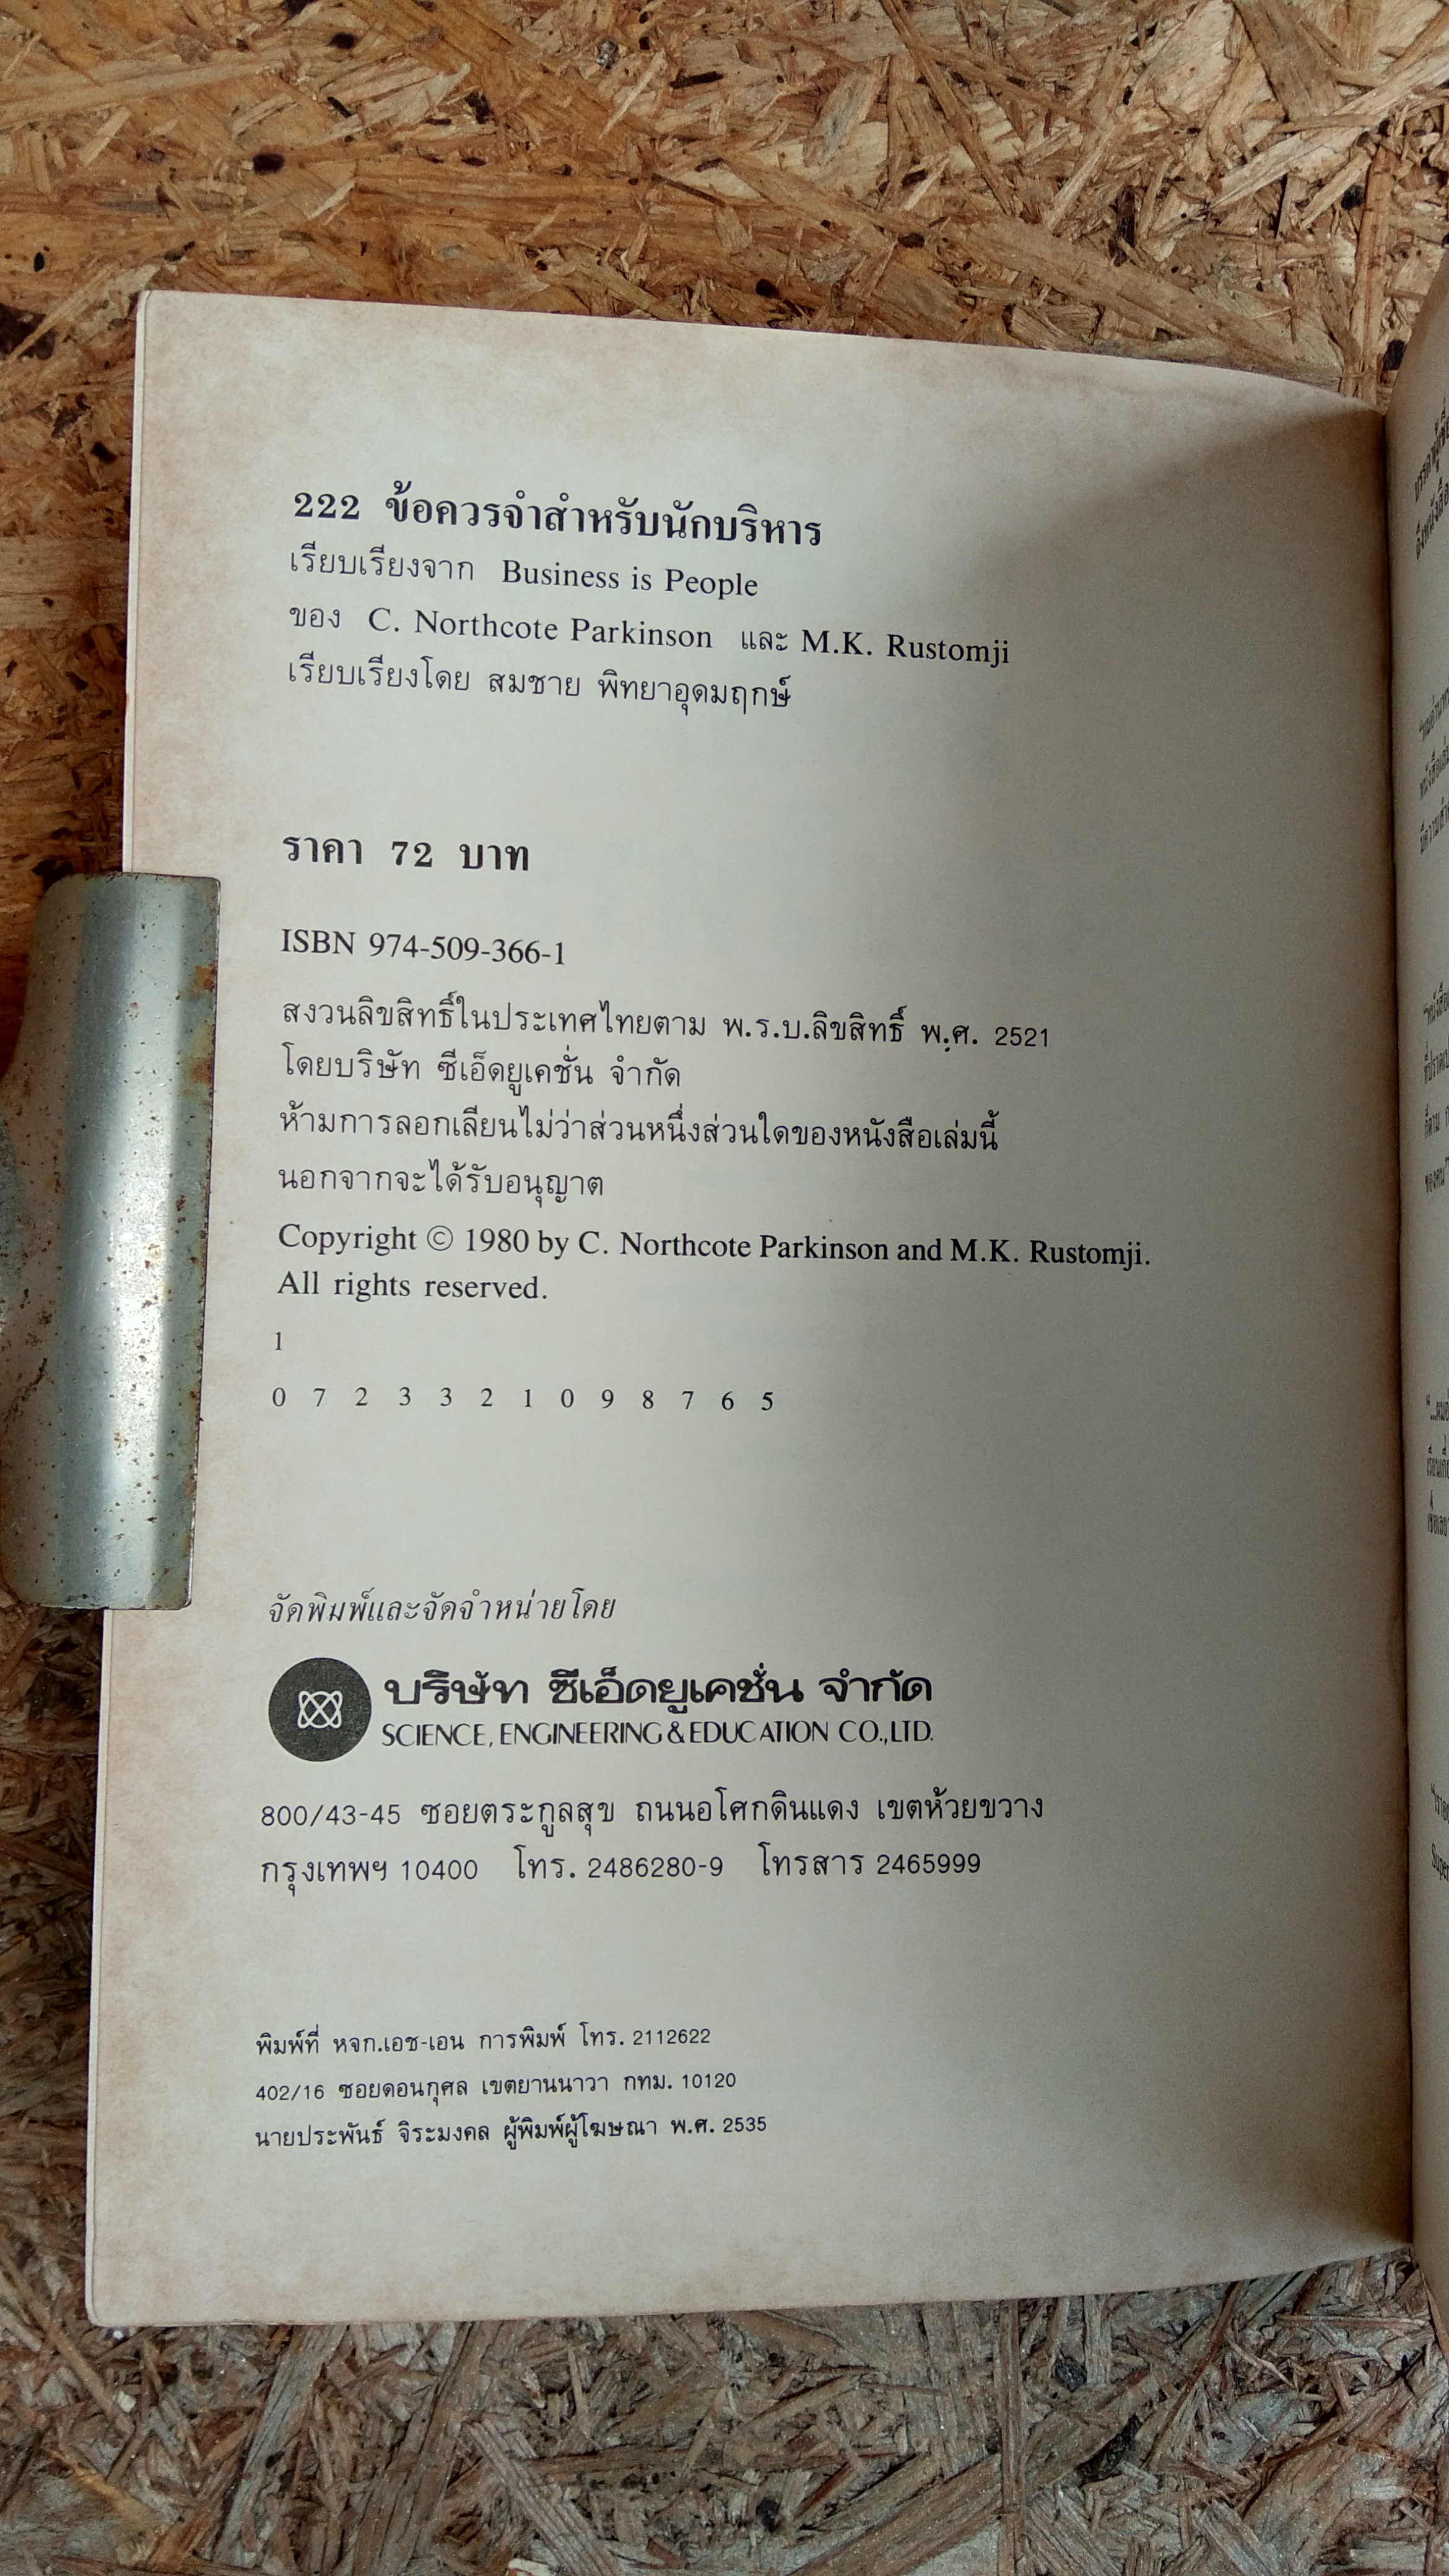 222 ข้อควรจำสำหรับนักบริหาร
เรียบเรียงจาก Business is People
ของ C. Northcote Parkinson และ M.K. Rustomji
เรียบเรียงโดย สมชาย พิทยาอุดมฤกษ์
ราคา 72 บาท
ISBN 974-509-366-1
สงวนลิขสิทธิ์ในประเทศไทยตาม พ.ร.บ.ลิขสิทธิ์ พ.ศ. 2521
โดยบริษัท ซีเอ็ดยูเคชั่น จำกัด
ห้ามการลอกเลียนไม่ว่าส่วนหนึ่งส่วนใดของหนังสือเล่มนี้
นอกจากจะได้รับอนุญาต
Copyright © 1980 by C. Northcote Parkinson and M.K. Rustomji.
All rights reserved.
1
0 7 2 3 3 2 1 0 9 8 7 6 5
จัดพิมพ์และจัดจำหน่ายโดย
บริษัท ซีเอ็ดยูเคชั่น จำกัด
SCIENCE, ENGINEERING & EDUCATION CO.,LTD.
800/43-45 ซอยตระกูลสุข ถนนอโศกดินแดง เขตห้วยขวาง
กรุงเทพฯ 10400 โทร. 2486280-9 โทรสาร 2465999
พิมพ์ที่ หจก.เอช-เอน การพิมพ์ โทร. 2112622
402/16 ซอยดอนกุศล เขตยานนาวา กทม. 10120
นายประพันธ์ จิระมงคล ผู้พิมพ์ผู้โฆษณา พ.ศ. 2535